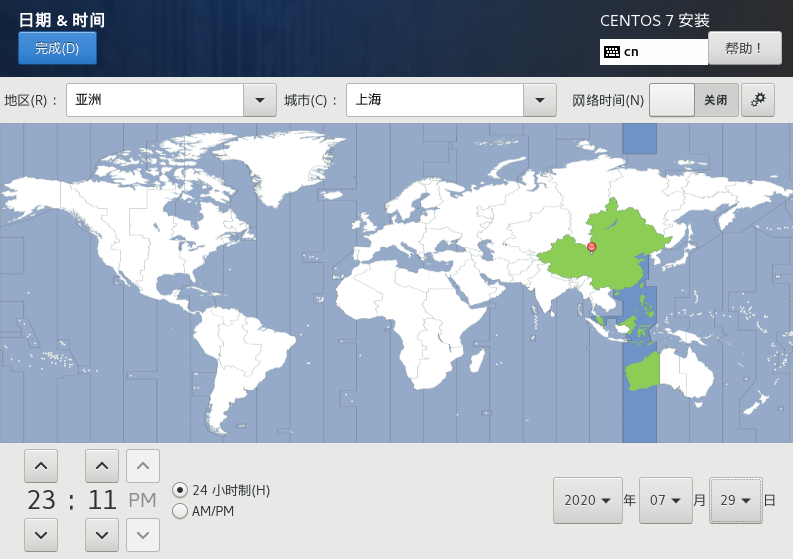 日期 & 时间
CENTOS 7 安装
完成(D)
cn
帮助！
地区(R)： 亚洲 城市(C)： 上海 网络时间(N) 关闭
23 : 11 PM
24 小时制(H)
AM/PM
2020 年 07 月 29 日